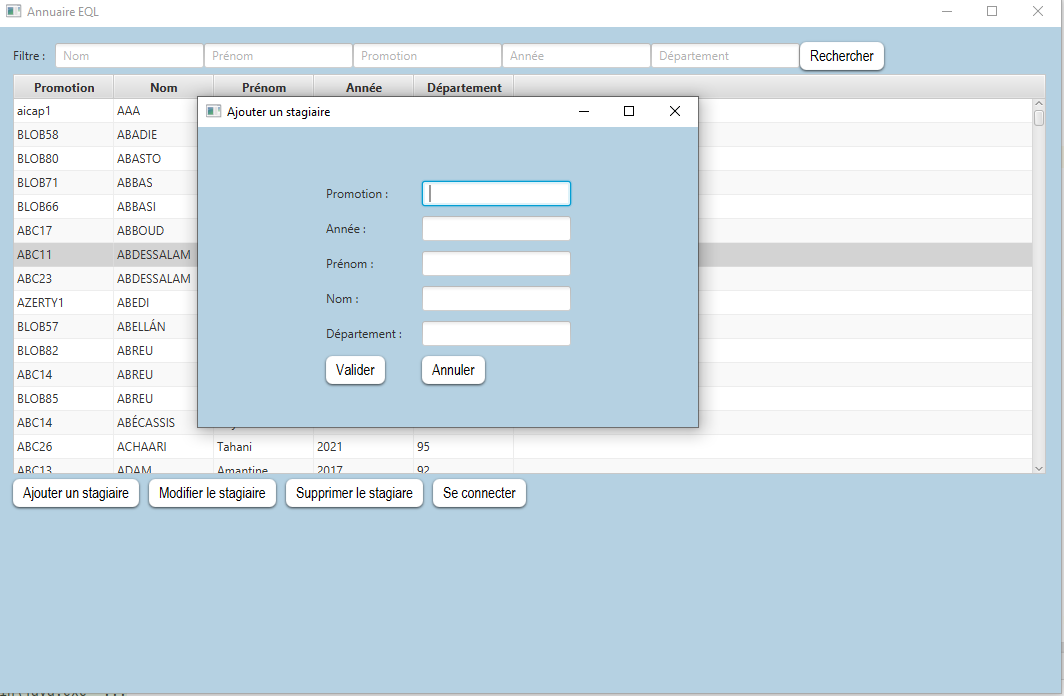 Annuaire EQL
Filtre : Nom Prénom Promotion Année Département Rechercher
Promotion Nom Prénom Année Département
aicap1 AAA
BLOB58 ABADIE
BLOB80 ABASTO
BLOB71 ABBAS
BLOB66 ABBASI
ABC17 ABBOUD
ABC11 ABDESSALAM
ABC23 ABDESSALAM
AZERTY1 ABEDI
BLOB57 ABELLÁN
BLOB82 ABREU
ABC14 ABREU
BLOB85 ABREU
ABC14 ABÉCASSIS
ABC26 ACHAARI Tahani 2021 95
ABC13 ADAM Amantine 2017 92
Ajouter un stagiaire
Promotion :
Année :
Prénom :
Nom :
Département :
Valider Annuler
Ajouter un stagiaire Modifier le stagiaire Supprimer le stagiare Se connecter